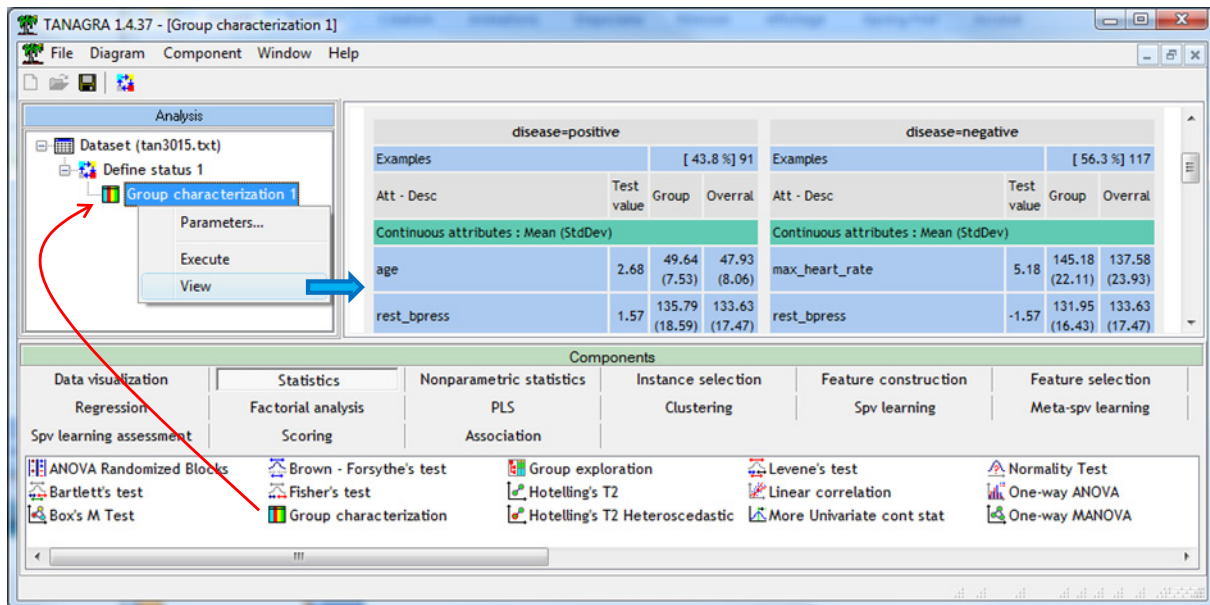 TANAGRA 1.4.37 - [Group characterization 1]
File Diagram Component Window Help
Analysis
Dataset (tan3015.txt)
Define status 1
Group characterization 1
Parameters...
Execute
View
disease=positive disease=negative
Examples [ 43.8 %] 91 Examples [ 56.3 %] 117
Att - Desc Test value Group Overral Att - Desc Test value Group Overral
Continuous attributes : Mean (StdDev) Continuous attributes : Mean (StdDev)
age 2.68 49.64 (7.53) 47.93 (8.06) max_heart_rate 5.18 145.18 (22.11) 137.58 (23.93)
rest_bpress 1.57 135.79 (18.59) 133.63 (17.47) rest_bpress -1.57 131.95 (16.43) 133.63 (17.47)
Components
Data visualization Statistics Nonparametric statistics Instance selection Feature construction Feature selection
Regression Factorial analysis PLS Clustering Spv learning Meta-spv learning
Spv learning assessment Scoring Association
ANOVA Randomized Blocks Brown - Forsythe's test Group exploration Levene's test Normality Test
Bartlett's test Fisher's test Hotelling's T2 Linear correlation One-way ANOVA
Box's M Test Group characterization Hotelling's T2 Heteroscedastic More Univariate cont stat One-way MANOVA